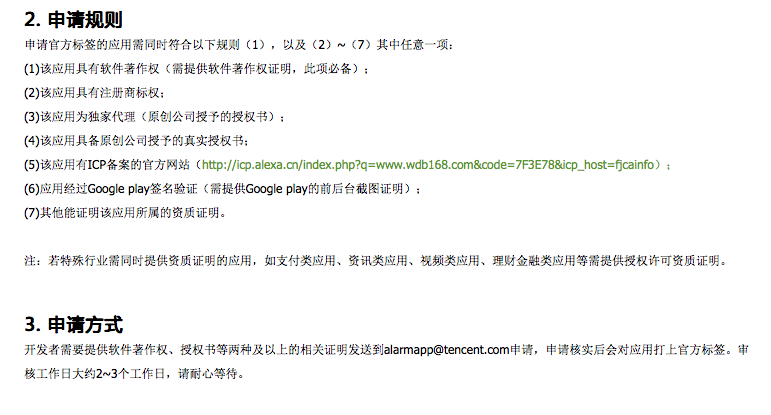 2. 申请规则
申请官方标签的应用需同时符合以下规则（1），以及（2）~（7）其中任意一项：
(1)该应用具有软件著作权（需提供软件著作权证明，此项必备）；
(2)该应用具有注册商标权；
(3)该应用为独家代理（原创公司授予的授权书）；
(4)该应用具备原创公司授予的真实授权书；
(5)该应用有ICP备案的官方网站（http://icp.alexa.cn/index.php?q=www.wdb168.com&code=7F3E78&icp_host=fjcainfo）；
(6)应用经过Google play签名验证（需提供Google play的前后台截图证明）；
(7)其他能证明该应用所属的资质证明。
注：若特殊行业需同时提供资质证明的应用，如支付类应用、资讯类应用、视频类应用、理财金融类应用等需提供授权许可资质证明。
3. 申请方式
开发者需要提供软件著作权、授权书等两种及以上的相关证明发送到alarmapp@tencent.com申请，申请核实后会对应用打上官方标签。审
核工作日大约2~3个工作日，请耐心等待。